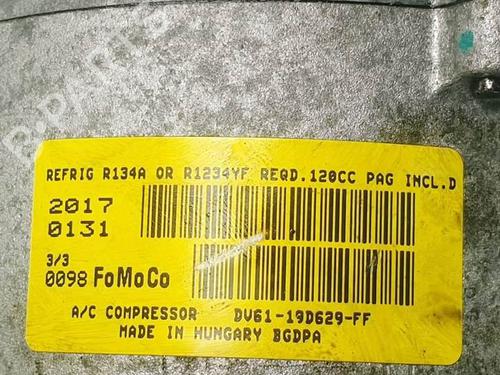 REFRIG R134A OR R1234YF REQD.120CC PAG INCL.D
2017
0131
3/3
0098 FoMoCo
A/C COMPRESSOR DV61-19D629-FF
MADE IN HUNGARY BGDPA
B-PARTS